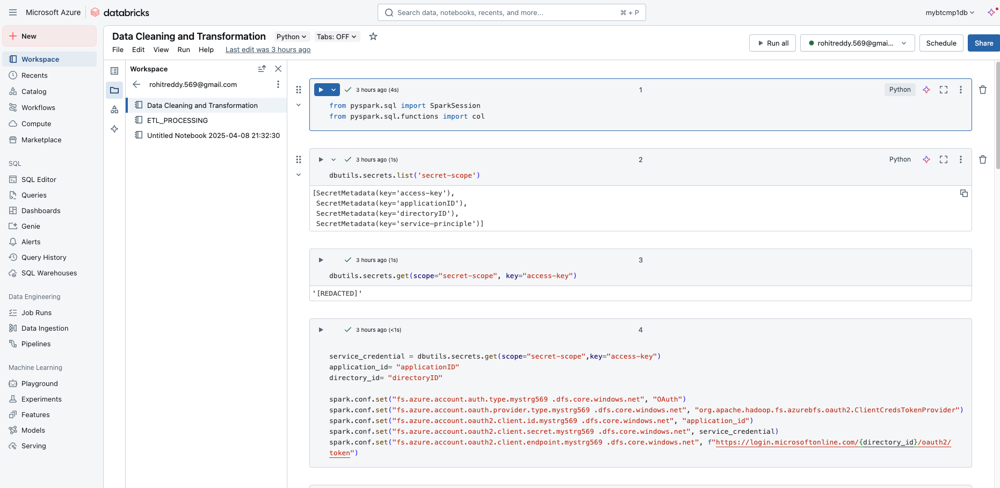 Microsoft Azure
databricks
Search data, notebooks, recents, and more...
⌘ + P
mybtcmp1db
New
Workspace
Recents
Catalog
Workflows
Compute
Marketplace
SQL
SQL Editor
Queries
Dashboards
Genie
Alerts
Query History
SQL Warehouses
Data Engineering
Job Runs
Data Ingestion
Pipelines
Machine Learning
Playground
Experiments
Features
Models
Serving
Data Cleaning and Transformation
Python
Tabs: OFF
File Edit View Run Help Last edit was 3 hours ago
Run all
rohitreddy.569@gmai...
Schedule
Share
Workspace
rohitreddy.569@gmail.com
Data Cleaning and Transformation
ETL_PROCESSING
Untitled Notebook 2025-04-08 21:32:30
3 hours ago (4s)
1
Python
from pyspark.sql import SparkSession
from pyspark.sql.functions import col
3 hours ago (1s)
2
Python
dbutils.secrets.list('secret-scope')
[SecretMetadata(key='access-key'),
SecretMetadata(key='applicationID'),
SecretMetadata(key='directoryID'),
SecretMetadata(key='service-principle')]
3 hours ago (1s)
3
dbutils.secrets.get(scope="secret-scope", key="access-key")
'[REDACTED]'
3 hours ago (<1s)
4
service_credential = dbutils.secrets.get(scope="secret-scope",key="access-key")
application_id= "applicationID"
directory_id= "directoryID"
spark.conf.set("fs.azure.account.auth.type.mystrg569 .dfs.core.windows.net", "OAuth")
spark.conf.set("fs.azure.account.oauth.provider.type.mystrg569 .dfs.core.windows.net", "org.apache.hadoop.fs.azurebfs.oauth2.ClientCredsTokenProvider")
spark.conf.set("fs.azure.account.oauth2.client.id.mystrg569 .dfs.core.windows.net", "application_id")
spark.conf.set("fs.azure.account.oauth2.client.secret.mystrg569 .dfs.core.windows.net", service_credential)
spark.conf.set("fs.azure.account.oauth2.client.endpoint.mystrg569 .dfs.core.windows.net", f"https://login.microsoftonline.com/{directory_id}/oauth2/
token")